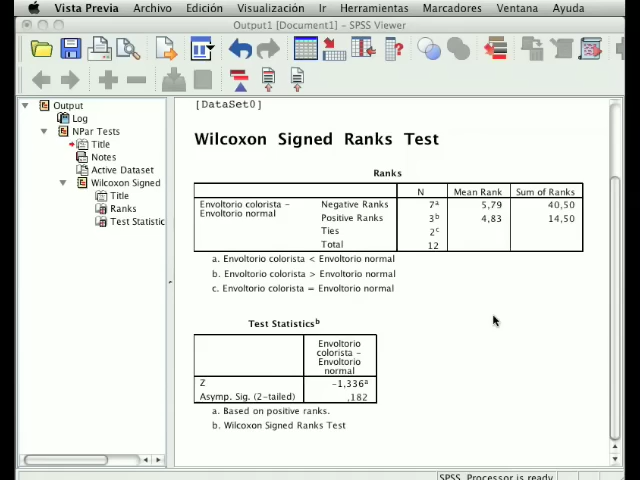 Vista Previa Archivo Edición Visualización Ir Herramientas Marcadores Ventana Ayuda
Output1 [Document1] - SPSS Viewer
Output
Log
NPar Tests
Title
Notes
Active Dataset
Wilcoxon Signed
Title
Ranks
Test Statistic
[DataSet0]
Wilcoxon Signed Ranks Test
Ranks
N Mean Rank Sum of Ranks
Envoltorio colorista - Negative Ranks 7a 5,79 40,50
Envoltorio normal Positive Ranks 3b 4,83 14,50
Ties 2c
Total 12
a. Envoltorio colorista < Envoltorio normal
b. Envoltorio colorista > Envoltorio normal
c. Envoltorio colorista = Envoltorio normal
Test Statisticsb
Envoltorio
colorista -
Envoltorio
normal
Z -1,336a
Asymp. Sig. (2-tailed) ,182
a. Based on positive ranks.
b. Wilcoxon Signed Ranks Test
SPSS Processor is ready